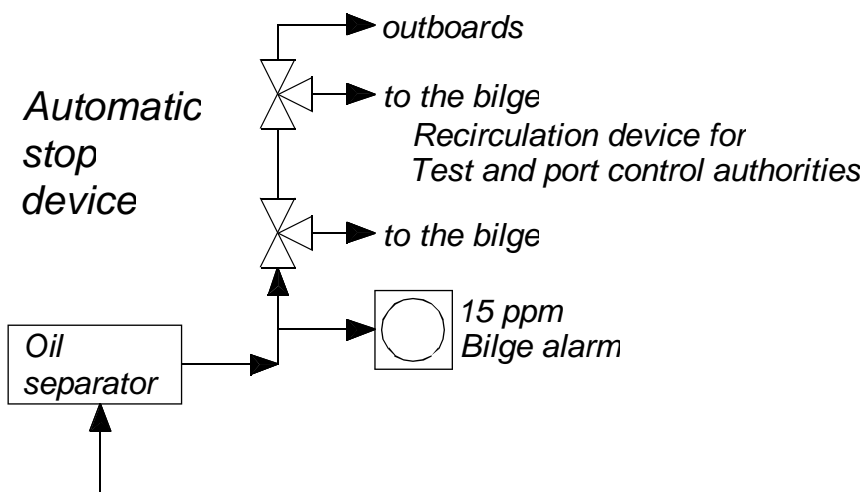 outboards
Automatic
stop
device
to the bilge
Recirculation device for
Test and port control authorities
to the bilge
15 ppm
Bilge alarm
Oil
separator